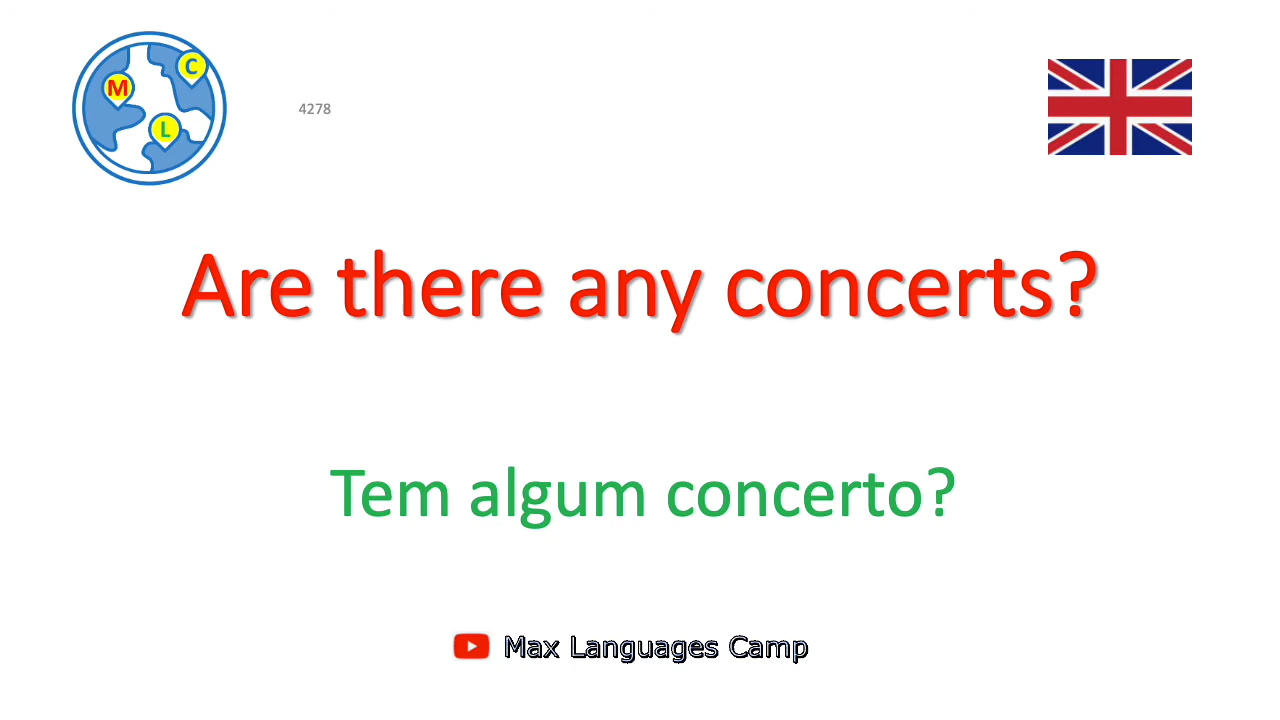 M
C
L
4278
Are there any concerts?
Tem algum concerto?
Max Languages Camp